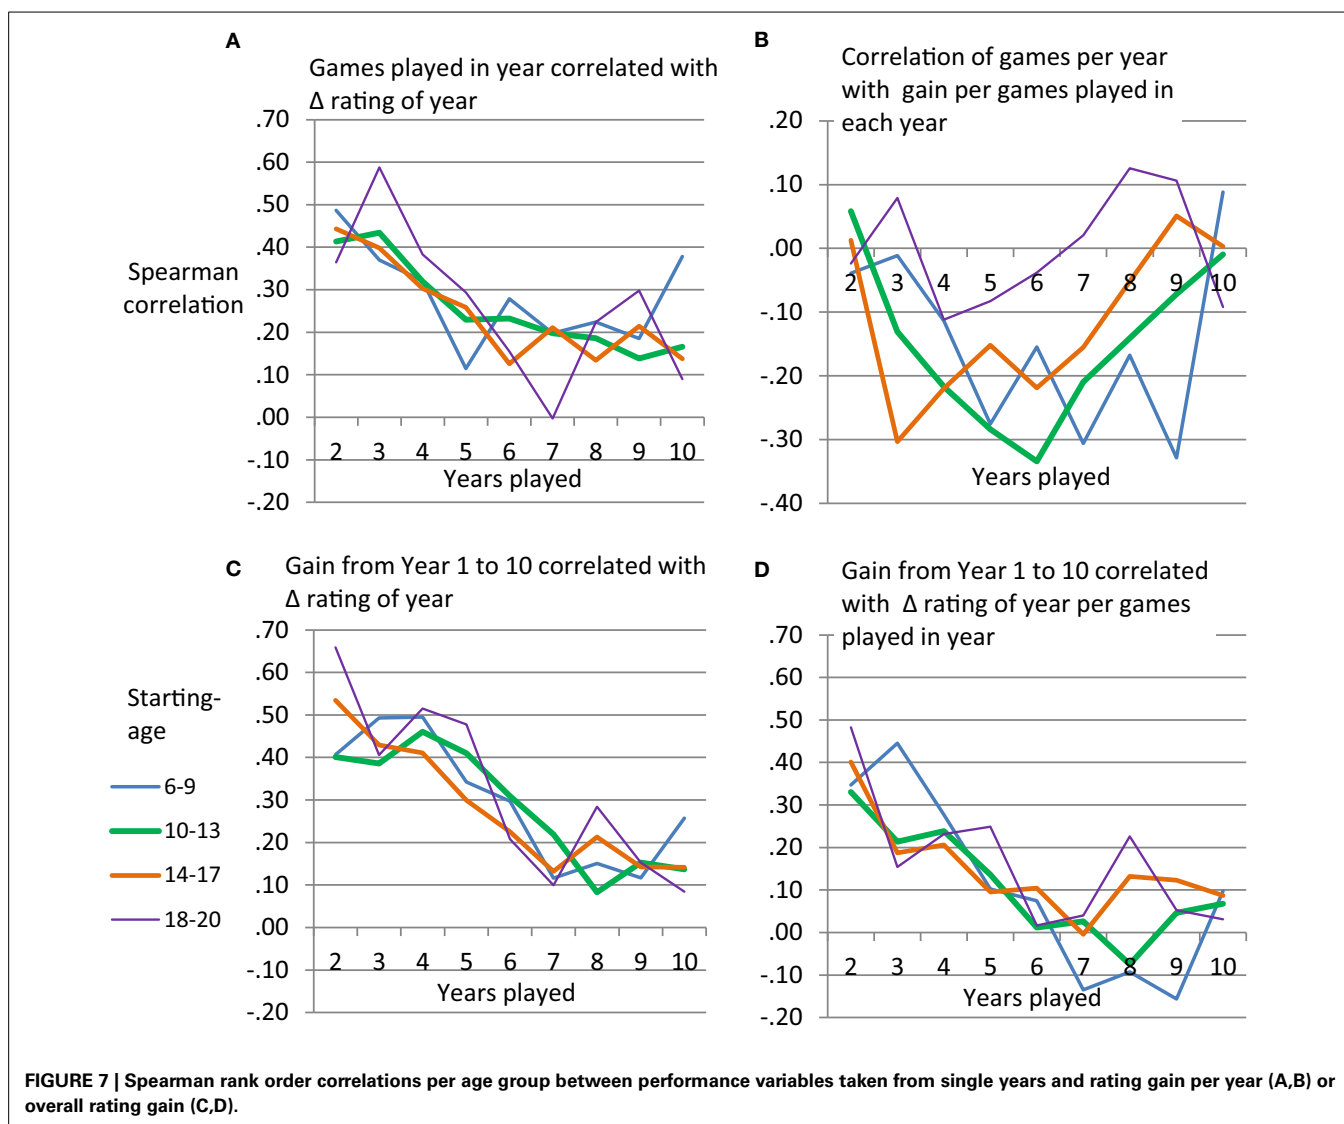 A
Games played in year correlated with
Δ rating of year
.70
.60
.50
.40
.30
.20
.10
.00
-.10
-.20
Spearman
correlation
2 3 4 5 6 7 8 9 10
Years played
B
Correlation of games per year
with gain per games played in
each year
.20
.10
.00
-.10
-.20
-.30
-.40
2 3 4 5 6 7 8 9 10
Years played
C
Gain from Year 1 to 10 correlated with
Δ rating of year
.70
.60
.50
.40
.30
.20
.10
.00
-.10
-.20
2 3 4 5 6 7 8 9 10
Years played
Starting-
age
6-9
10-13
14-17
18-20
D
Gain from Year 1 to 10 correlated
with Δ rating of year per games
played in year
.70
.60
.50
.40
.30
.20
.10
.00
-.10
-.20
2 3 4 5 6 7 8 9 10
Years played
FIGURE 7 | Spearman rank order correlations per age group between performance variables taken from single years and rating gain per year (A,B) or
overall rating gain (C,D).